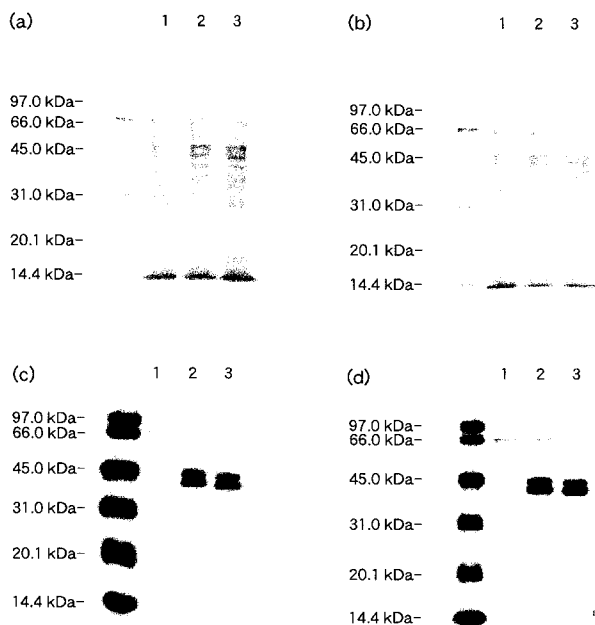 (a) 1 2 3
97.0 kDa-
66.0 kDa-
45.0 kDa-
31.0 kDa-
20.1 kDa-
14.4 kDa-
(b) 1 2 3
97.0 kDa-
66.0 kDa-
45.0 kDa-
31.0 kDa-
20.1 kDa-
14.4 kDa-
(c) 1 2 3
97.0 kDa-
66.0 kDa-
45.0 kDa-
31.0 kDa-
20.1 kDa-
14.4 kDa-
(d) 1 2 3
97.0 kDa-
66.0 kDa-
45.0 kDa-
31.0 kDa-
20.1 kDa-
14.4 kDa-